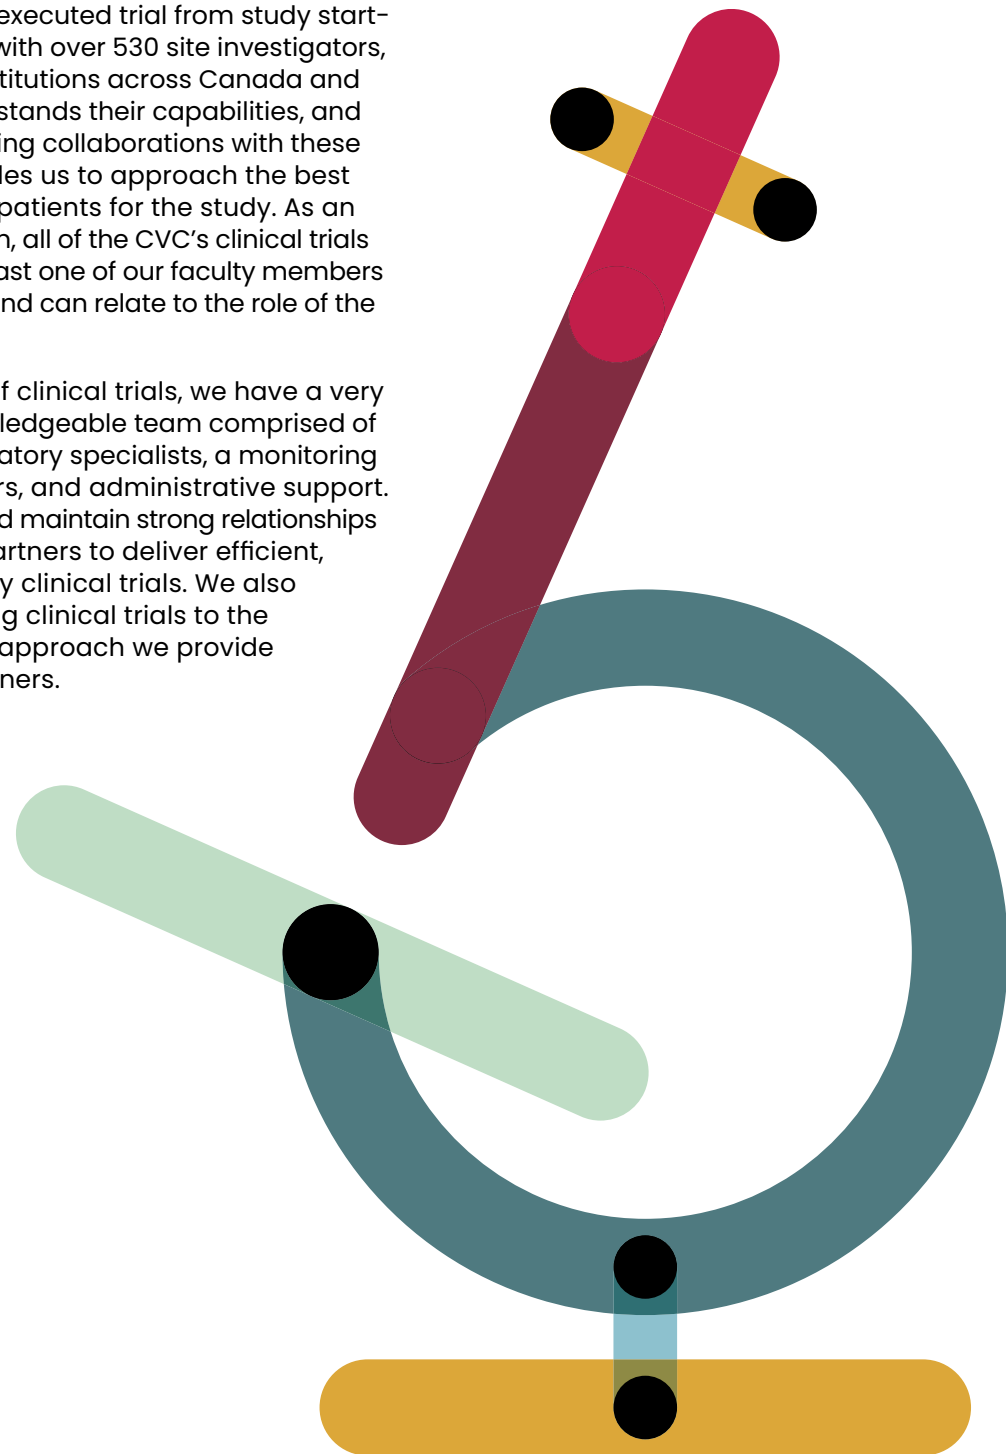 executed trial from study start-
with over 530 site investigators,
titutions across Canada and
stands their capabilities, and
ing collaborations with these
les us to approach the best
patients for the study. As an
n, all of the CVC’s clinical trials
ast one of our faculty members
nd can relate to the role of the
f clinical trials, we have a very
ledgeable team comprised of
atory specialists, a monitoring
rs, and administrative support.
d maintain strong relationships
artners to deliver efficient,
y clinical trials. We also
g clinical trials to the
approach we provide
ners.